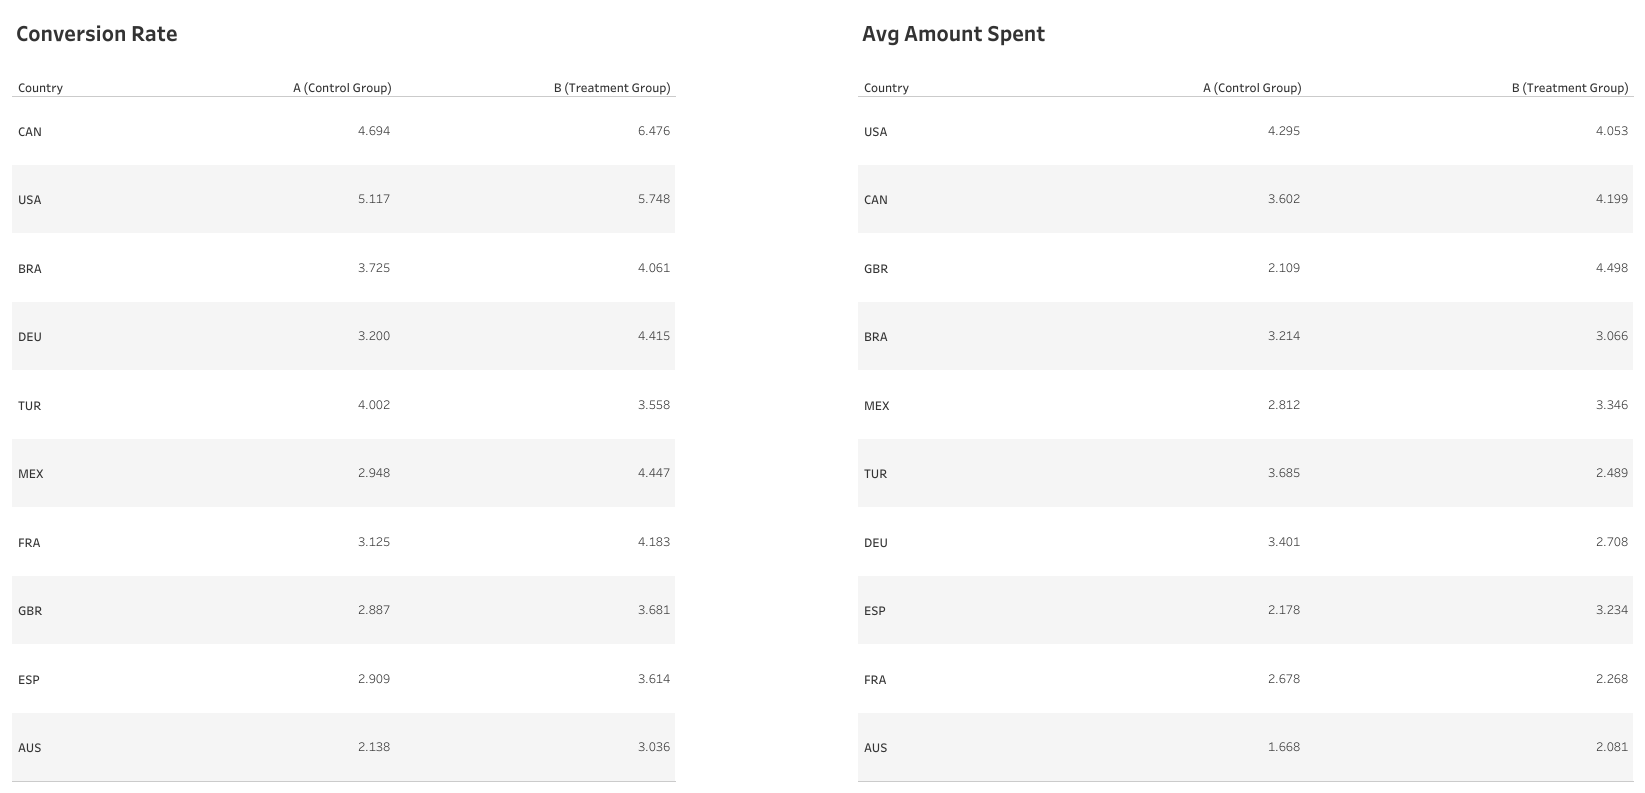 Conversion Rate
Country A (Control Group) B (Treatment Group)
CAN 4.694 6.476
USA 5.117 5.748
BRA 3.725 4.061
DEU 3.200 4.415
TUR 4.002 3.558
MEX 2.948 4.447
FRA 3.125 4.183
GBR 2.887 3.681
ESP 2.909 3.614
AUS 2.138 3.036
Avg Amount Spent
Country A (Control Group) B (Treatment Group)
USA 4.295 4.053
CAN 3.602 4.199
GBR 2.109 4.498
BRA 3.214 3.066
MEX 2.812 3.346
TUR 3.685 2.489
DEU 3.401 2.708
ESP 2.178 3.234
FRA 2.678 2.268
AUS 1.668 2.081